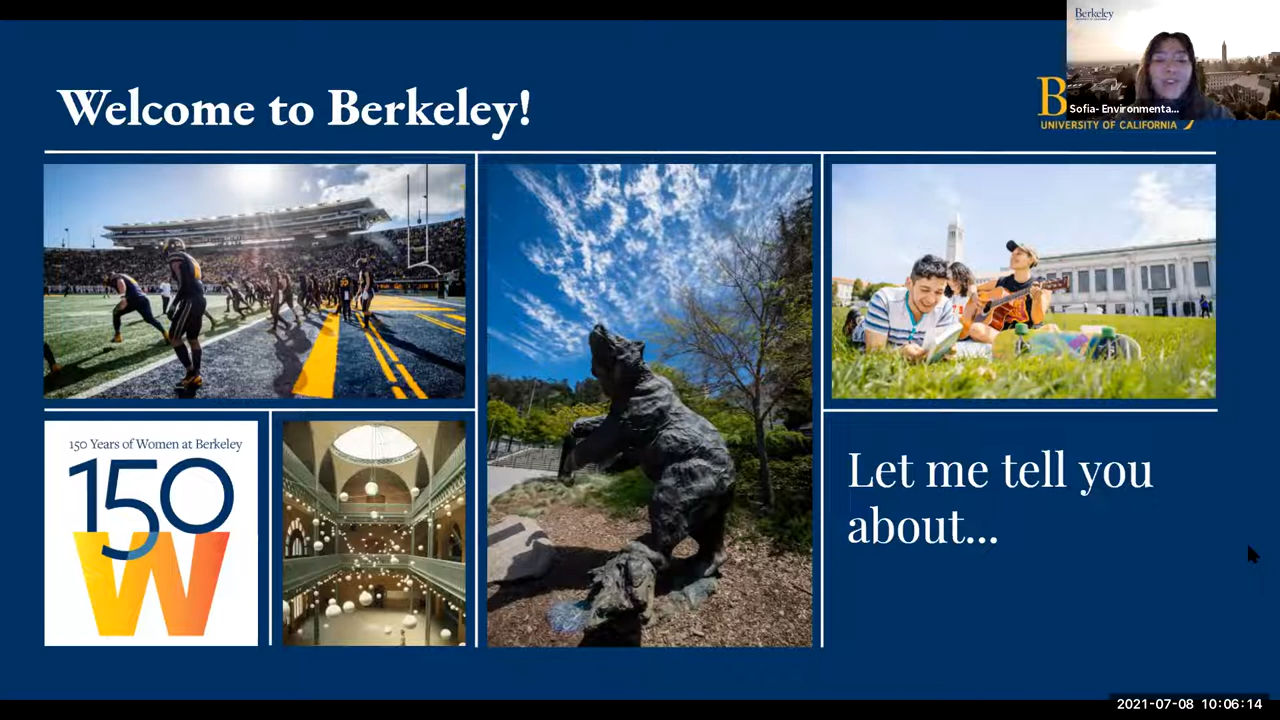 Berkeley
Welcome to Berkeley!
Sofia- Environmenta...
UNIVERSITY OF CALIFORNIA
150 Years of Women at Berkeley
150
W
Let me tell you
about...
2021-07-08 10:06:14